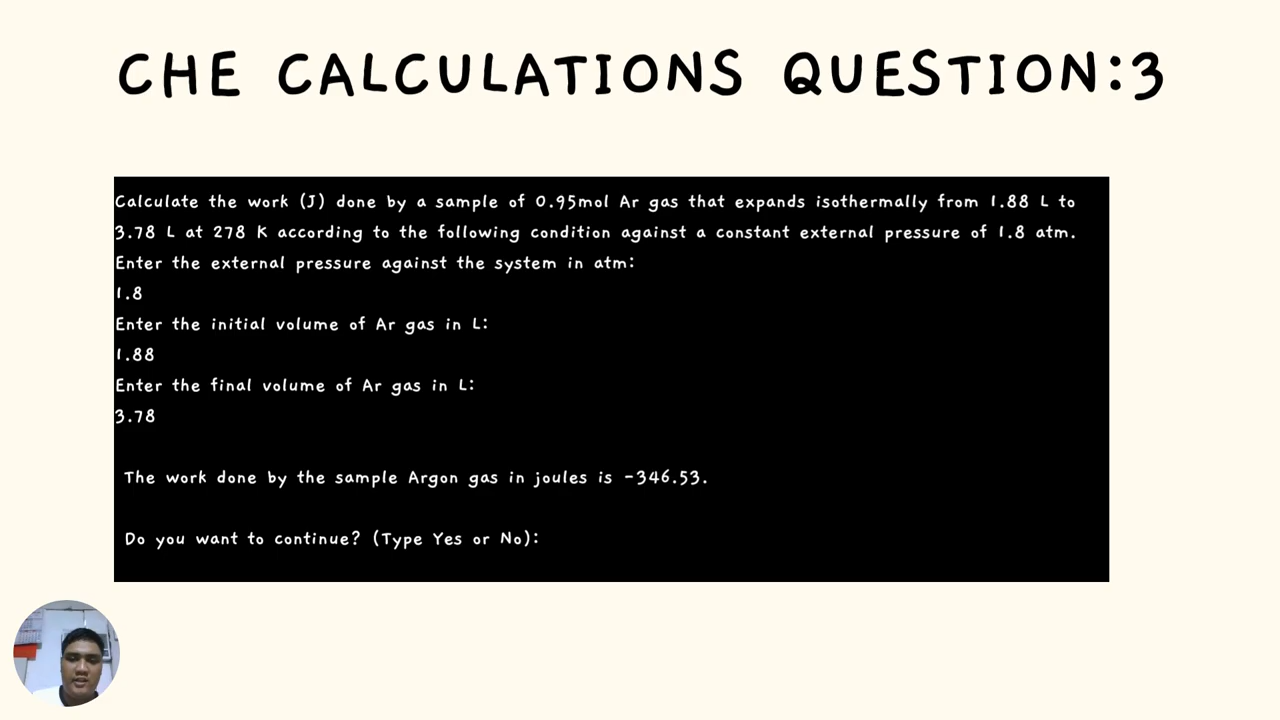 CHE CALCULATIONS QUESTION:3
Calculate the work (J) done by a sample of 0.95mol Ar gas that expands isothermally from 1.88 L to
3.78 L at 278 K according to the following condition against a constant external pressure of 1.8 atm.
Enter the external pressure against the system in atm:
1.8
Enter the initial volume of Ar gas in L:
1.88
Enter the final volume of Ar gas in L:
3.78
The work done by the sample Argon gas in joules is -346.53.
Do you want to continue? (Type Yes or No):